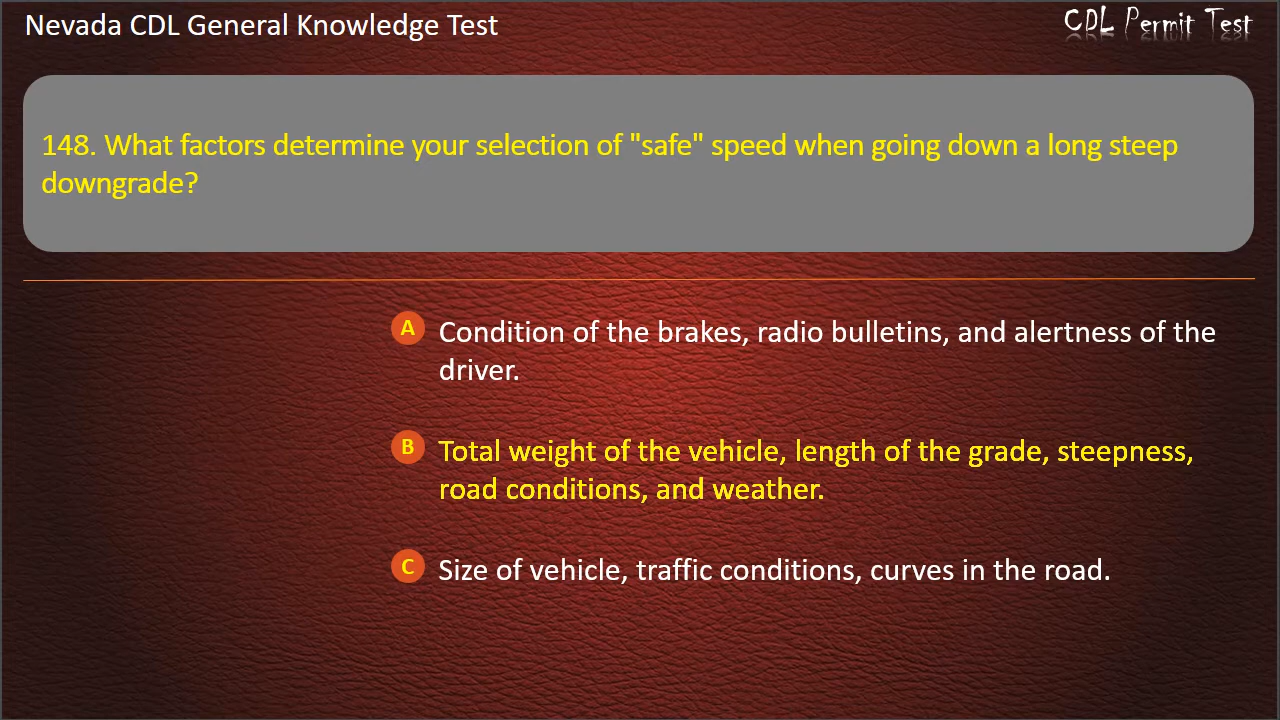 Nevada CDL General Knowledge Test
CDL Permit Test
148. What factors determine your selection of "safe" speed when going down a long steep
downgrade?
A Condition of the brakes, radio bulletins, and alertness of the
driver.
B Total weight of the vehicle, length of the grade, steepness,
road conditions, and weather.
C Size of vehicle, traffic conditions, curves in the road.